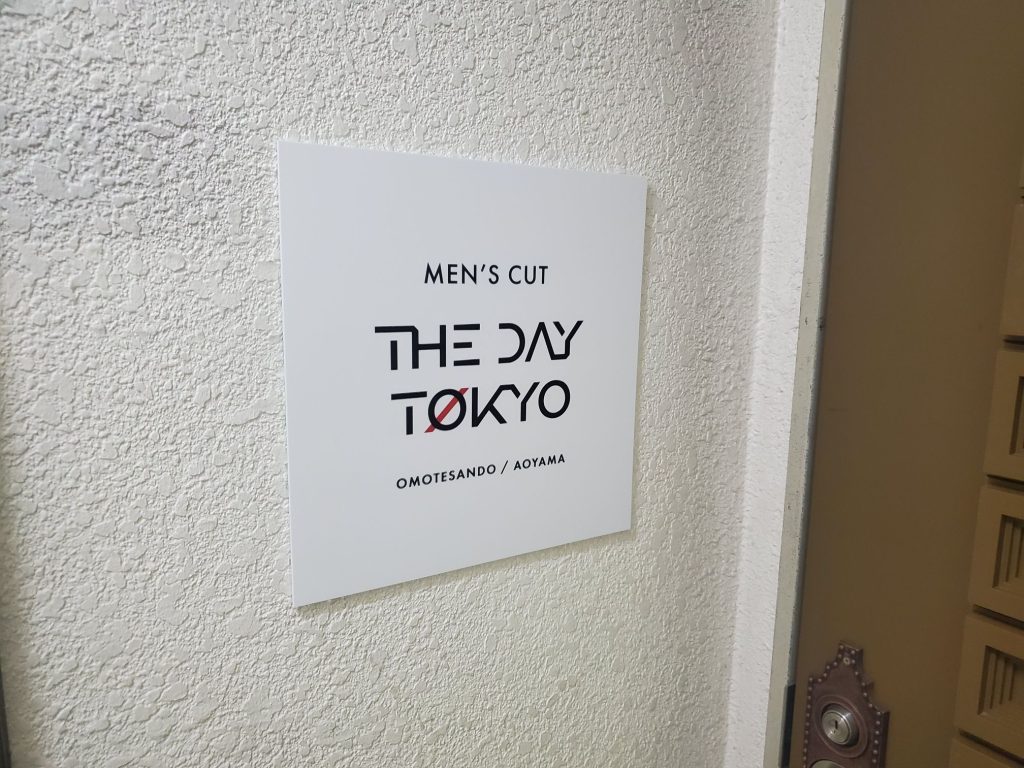 MEN'S CUT
THE DAY
TØKYO
OMOTESANDO / AOYAMA